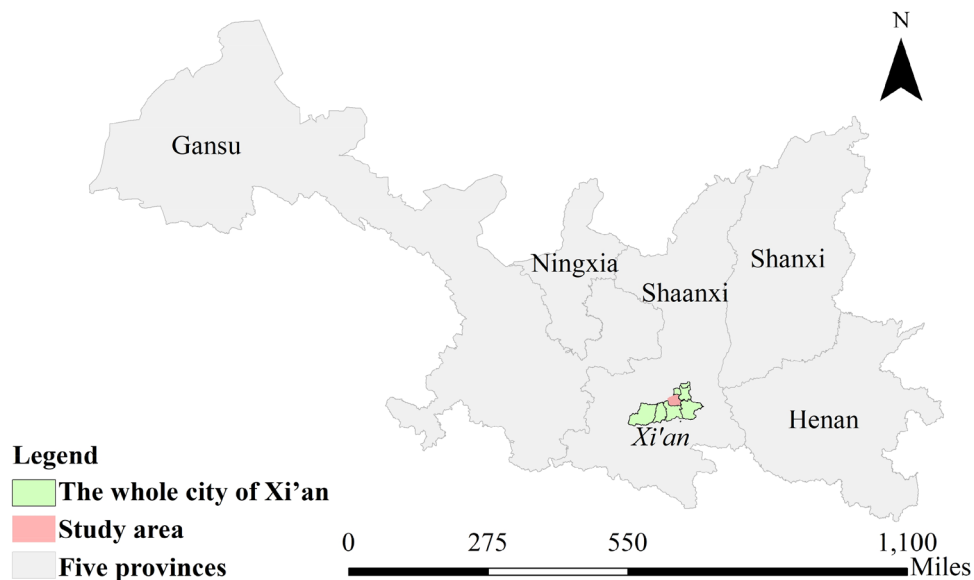 N
Gansu
Ningxia
Shanxi
Shaanxi
Henan
Xi'an
Legend
The whole city of Xi’an
Study area
Five provinces
0 275 550 1,100
Miles